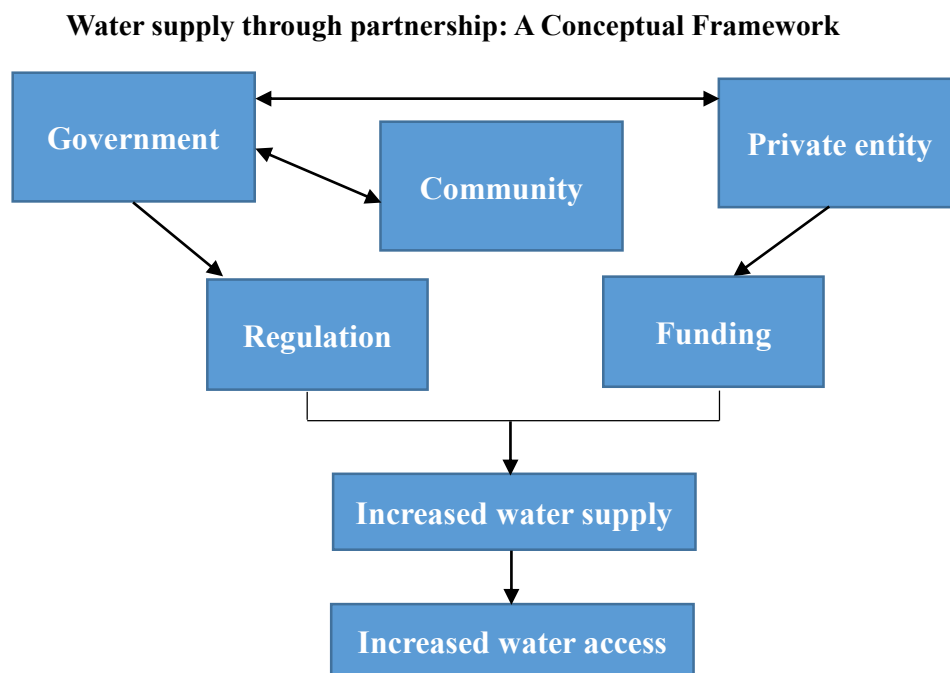 Water supply through partnership: A Conceptual Framework
Government
Community
Private entity
Regulation
Funding
Increased water supply
Increased water access